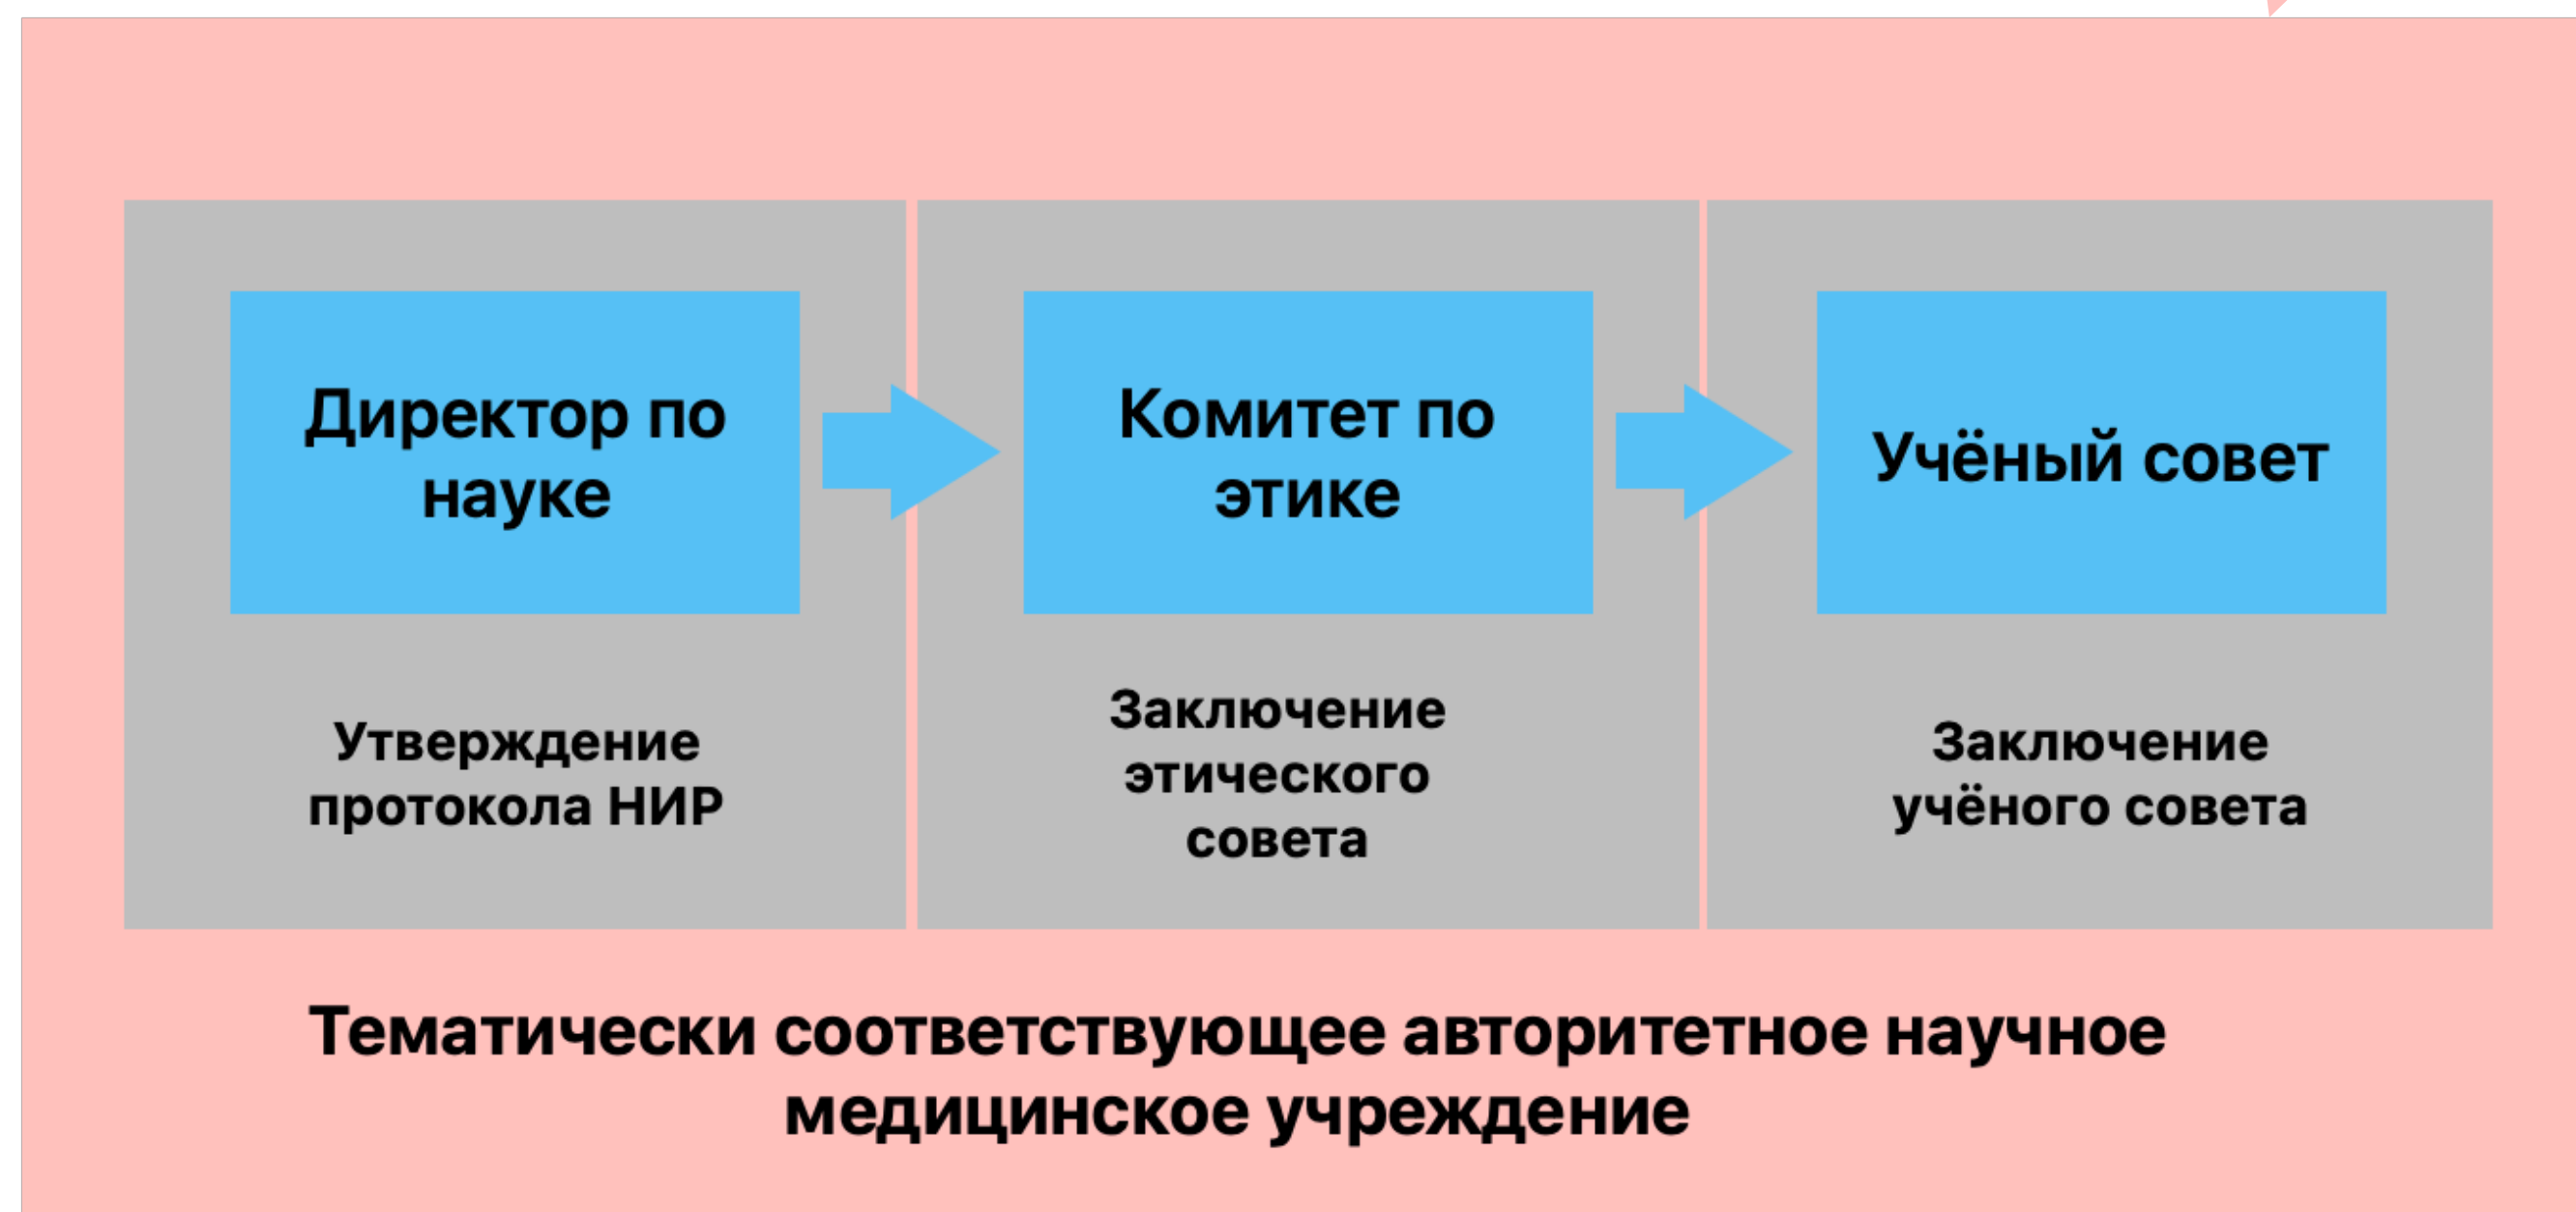 Директор по
науке
Комитет по
этике
Учёный совет
Утверждение
протокола НИР
Заключение
этического
совета
Заключение
учёного совета
Тематически соответствующее авторитетное научное
медицинское учреждение